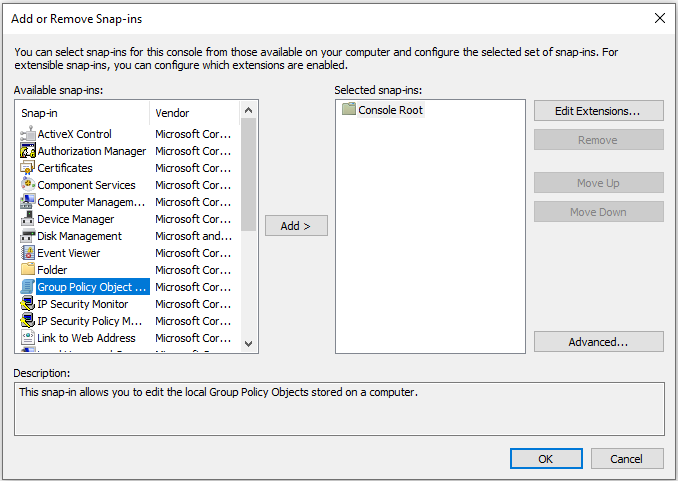 Add or Remove Snap-ins
You can select snap-ins for this console from those available on your computer and configure the selected set of snap-ins. For
extensible snap-ins, you can configure which extensions are enabled.
Available snap-ins:
Selected snap-ins:
Snap-in Vendor
ActiveX Control Microsoft Cor...
Authorization Manager Microsoft Cor...
Certificates Microsoft Cor...
Component Services Microsoft Cor...
Computer Managem... Microsoft Cor...
Device Manager Microsoft Cor...
Disk Management Microsoft and...
Event Viewer Microsoft Cor...
Folder Microsoft Cor...
Group Policy Object ... Microsoft Cor...
IP Security Monitor Microsoft Cor...
IP Security Policy M... Microsoft Cor...
Link to Web Address Microsoft Cor...
Add >
Console Root
Edit Extensions...
Remove
Move Up
Move Down
Advanced...
Description:
This snap-in allows you to edit the local Group Policy Objects stored on a computer.
OK
Cancel